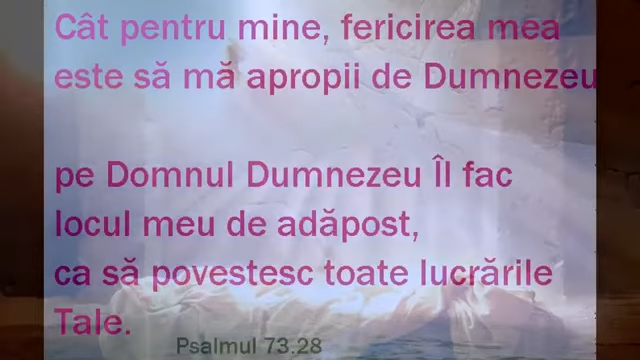 Cât pentru mine, fericirea mea
este să mă apropii de Dumnezeu
pe Domnul Dumnezeu Îl fac
locul meu de adăpost,
ca să povestesc toate lucrările
Tale.
Psalmul 73.28